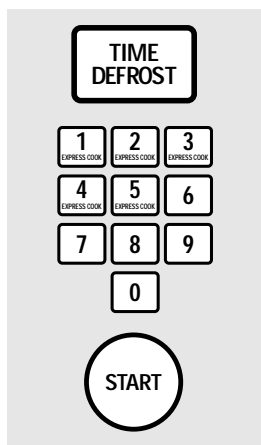 TIME
DEFROST
1 2 3
EXPRESS COOK EXPRESS COOK EXPRESS COOK
4 5 6
EXPRESS COOK EXPRESS COOK
7 8 9
0
START